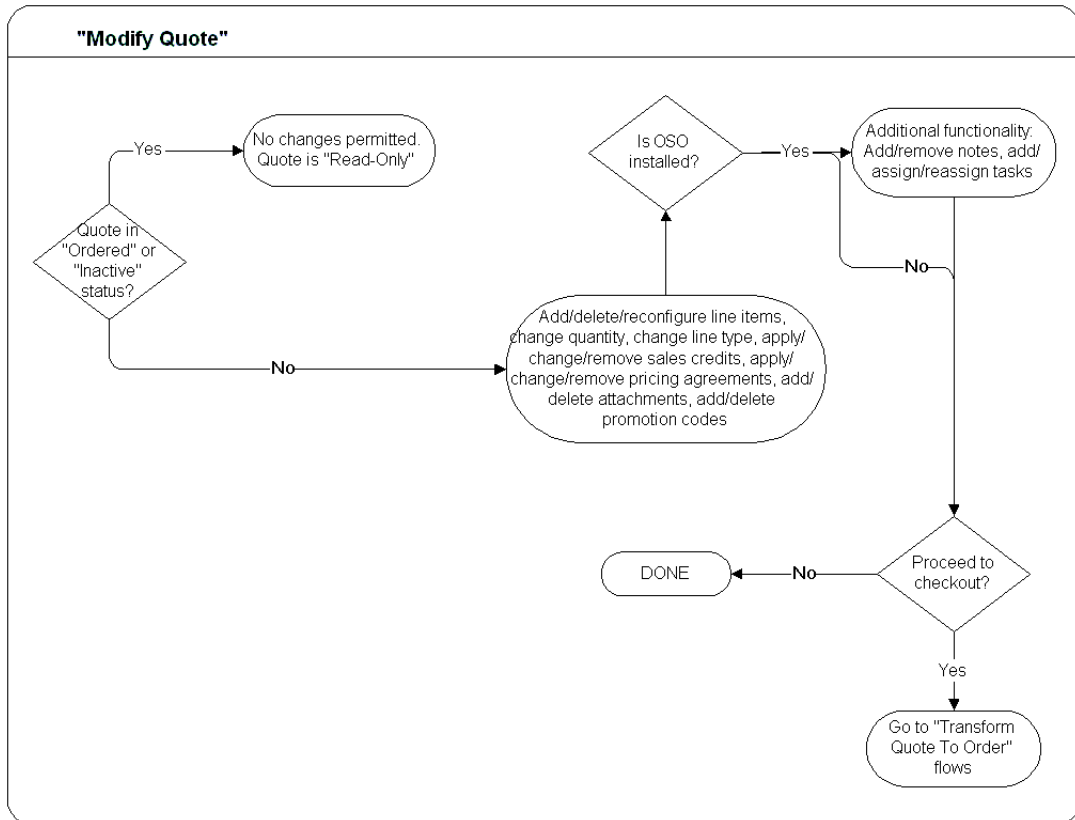 "Modify Quote"
Yes
No changes permitted.
Quote is "Read-Only"
Quote in
"Ordered" or
"Inactive"
status?
No
Add/delete/reconfigure line items,
change quantity, change line type, apply/
change/remove sales credits, apply/
change/remove pricing agreements, add/
delete attachments, add/delete
promotion codes
Is OSO
installed?
Yes
Additional functionality:
Add/remove notes, add/
assign/reassign tasks
No
Proceed to
checkout?
No
DONE
Yes
Go to "Transform
Quote To Order"
flows